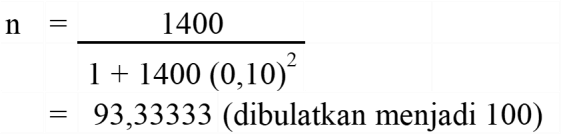 n = 1400
1 + 1400 (0,10)²
= 93,33333 (dibulatkan menjadi 100)